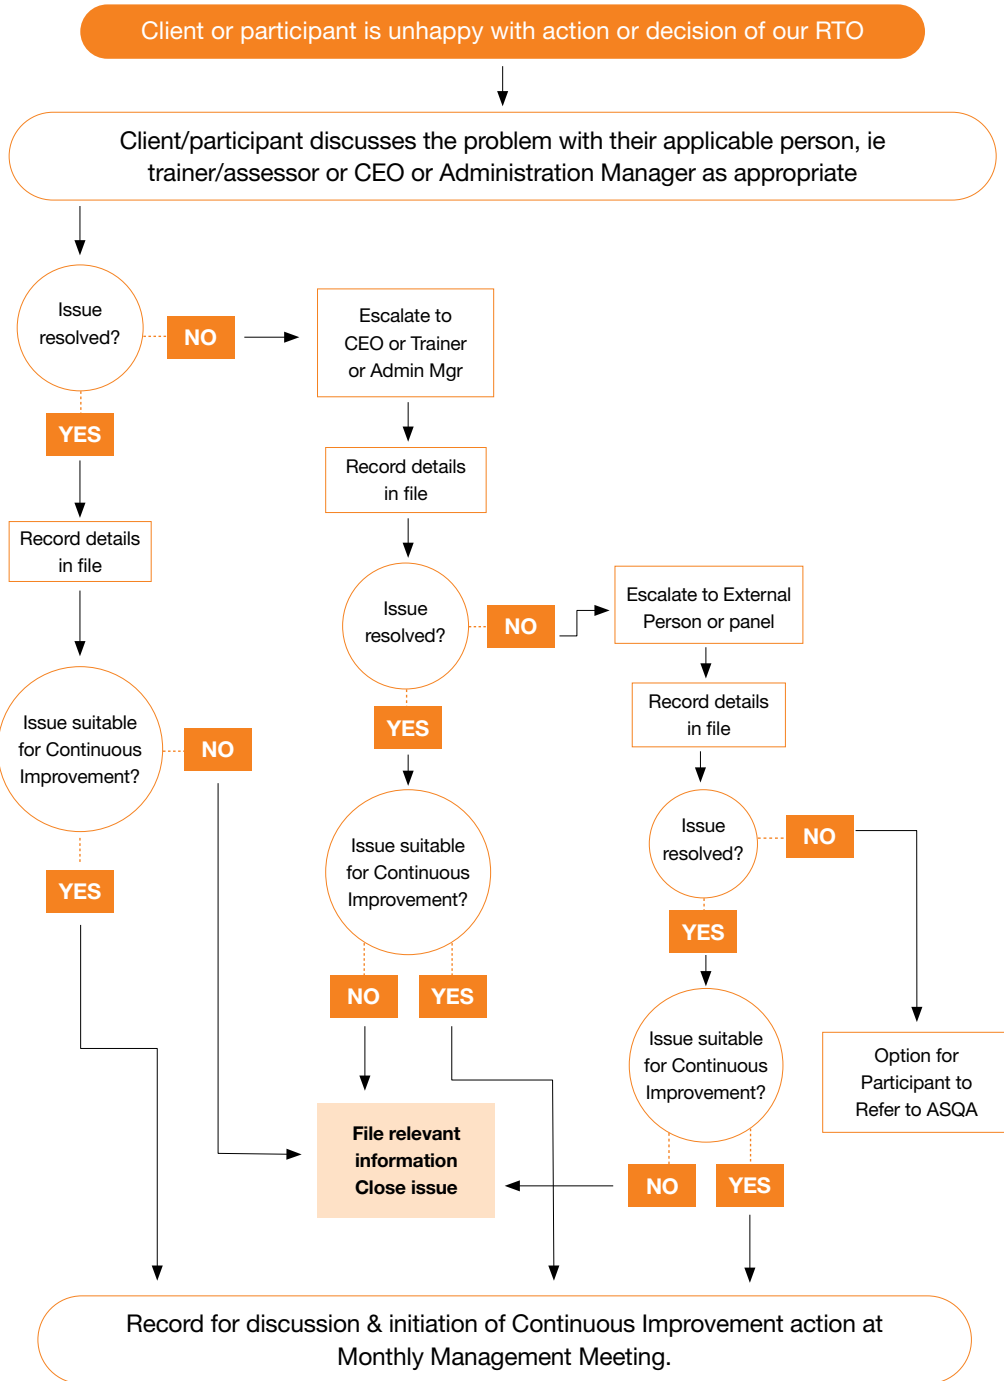 Client or participant is unhappy with action or decision of our RTO
Client/participant discusses the problem with their applicable person, ie
trainer/assessor or CEO or Administration Manager as appropriate
Issue
resolved?
NO
Escalate to
CEO or Trainer
or Admin Mgr
YES
Record details
in file
Record details
in file
Issue
resolved?
NO
Escalate to External
Person or panel
YES
Record details
in file
Issue suitable
for Continuous
Improvement?
NO
YES
Issue suitable
for Continuous
Improvement?
NO
YES
Issue
resolved?
NO
YES
Issue suitable
for Continuous
Improvement?
Option for
Participant to
Refer to ASQA
File relevant
information
Close issue
NO
YES
Record for discussion & initiation of Continuous Improvement action at
Monthly Management Meeting.